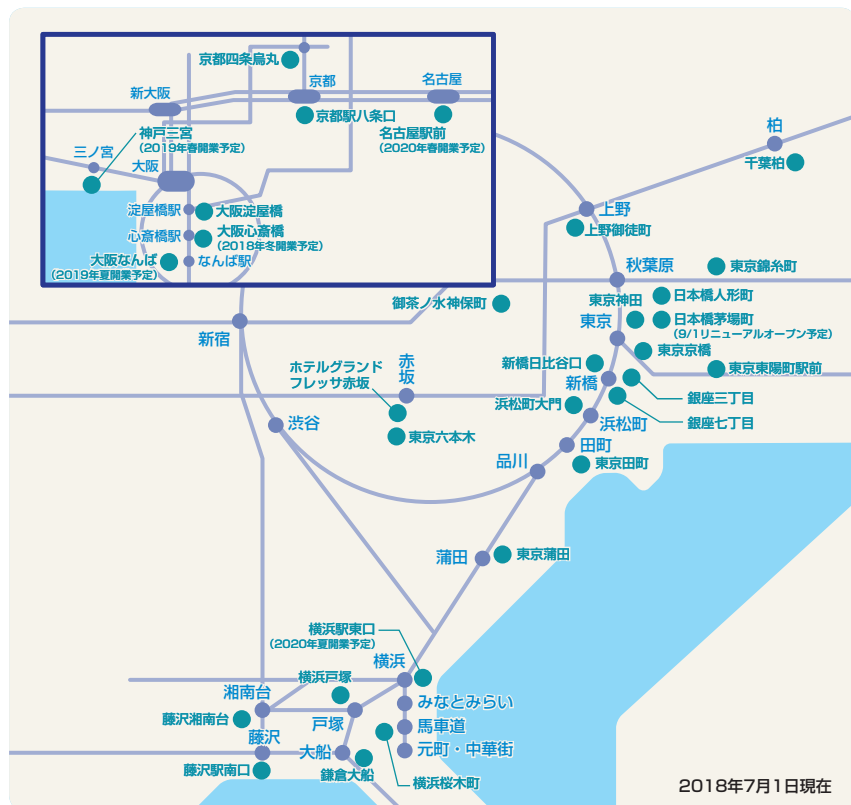 京都四条烏丸
京都
名古屋
新大阪
京都駅八条口
名古屋駅前
(2020年春開業予定)
神戸三宮
(2019年春開業予定)
三ノ宮
大阪
淀屋橋駅
大阪淀屋橋
心斎橋駅
大阪心斎橋
(2018年冬開業予定)
大阪なんば
(2019年夏開業予定)
なんば駅
柏
千葉柏
上野
上野御徒町
秋葉原
東京錦糸町
御茶ノ水神保町
東京神田
日本橋人形町
東京
日本橋茅場町
(9/1リニューアルオープン予定)
新宿
東京京橋
新橋日比谷口
東京東陽町駅前
ホテルグランド
フレッサ赤坂
赤坂
新橋
銀座三丁目
浜松町大門
銀座七丁目
浜松町
渋谷
東京六本木
田町
品川
東京田町
蒲田
東京蒲田
横浜駅東口
(2020年夏開業予定)
横浜
横浜戸塚
湘南台
みなとみらい
藤沢湘南台
戸塚
馬車道
藤沢
大船
元町・中華街
藤沢駅南口
鎌倉大船
横浜桜木町
2018年7月1日現在